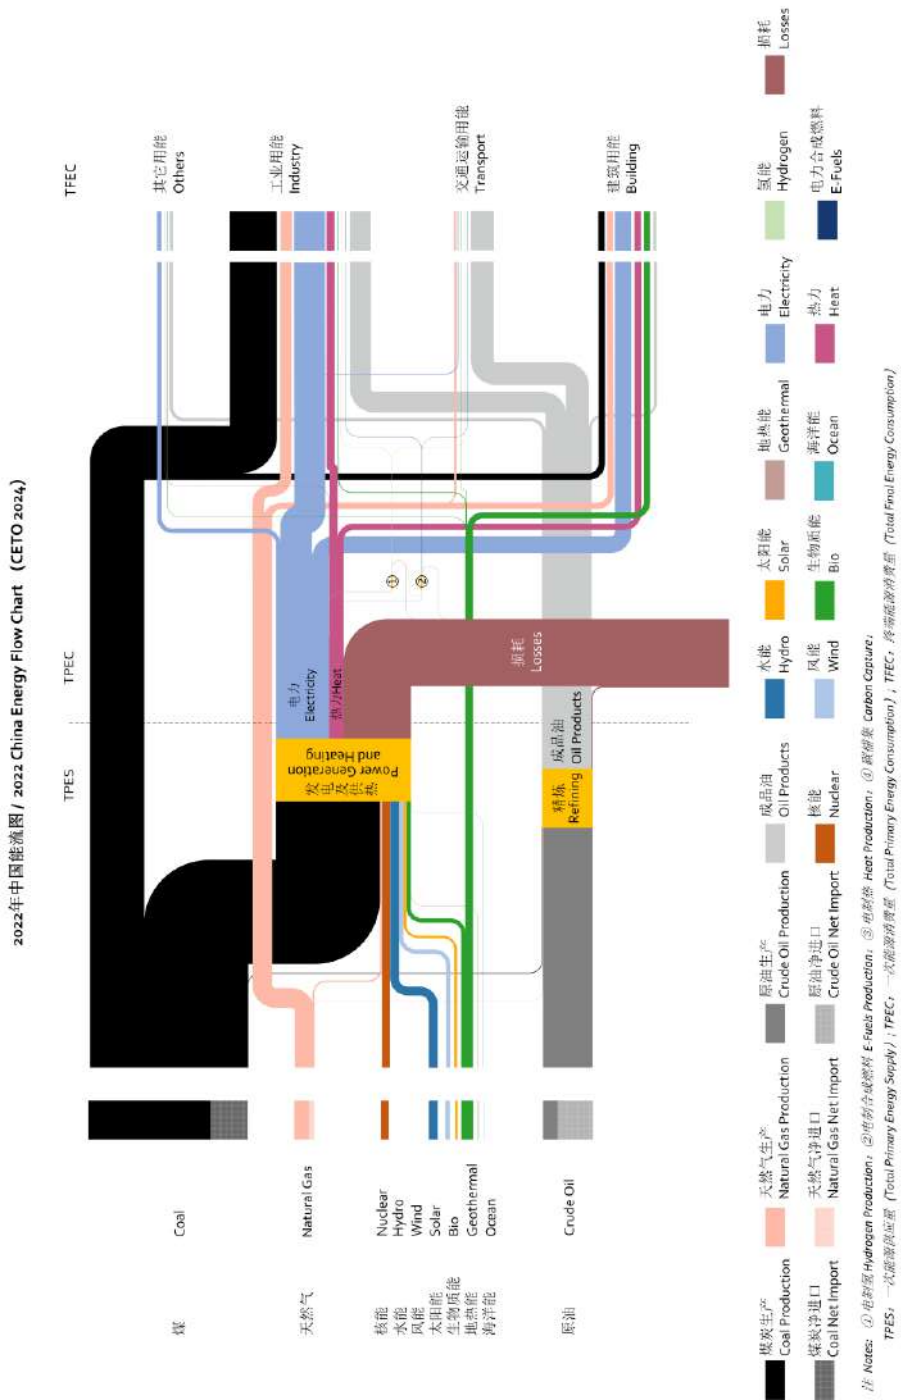 2022年中国能流图 / 2022 China Energy Flow Chart (CETO 2024)
TPES
TPEC
TFEC
煤
Coal
天然气
Natural Gas
核能
Nuclear
水能
Hydro
风能
Wind
太阳能
Solar
生物质能
Bio
地热能
Geothermal
海洋能
Ocean
原油
Crude Oil
发电及供热
Power Generation
and Heating
精炼
Refining
电力
Electricity
热力Heat
成品油
Oil Products
损耗
Losses
①
②
其它用能
Others
工业用能
Industry
交通运输用能
Transport
建筑用能
Building
煤炭生产
Coal Production
天然气生产
Natural Gas Production
原油生产
Crude Oil Production
成品油
Oil Products
水能
Hydro
太阳能
Solar
地热能
Geothermal
电力
Electricity
氢能
Hydrogen
损耗
Losses
煤炭净进口
Coal Net Import
天然气净进口
Natural Gas Net Import
原油净进口
Crude Oil Net Import
核能
Nuclear
风能
Wind
生物质能
Bio
海洋能
Ocean
热力
Heat
电力合成燃料
E-Fuels
注 Notes: ① 电制氢 Hydrogen Production; ②电制合成燃料 E-Fuels Production; ③ 电制热 Heat Production; ④ 碳捕集 Carbon Capture;
TPES: 一次能源供应量 (Total Primary Energy Supply) ; TPEC: 一次能源消费量 (Total Primary Energy Consumption) ; TFEC: 终端能源消费量 (Total Final Energy Consumption)